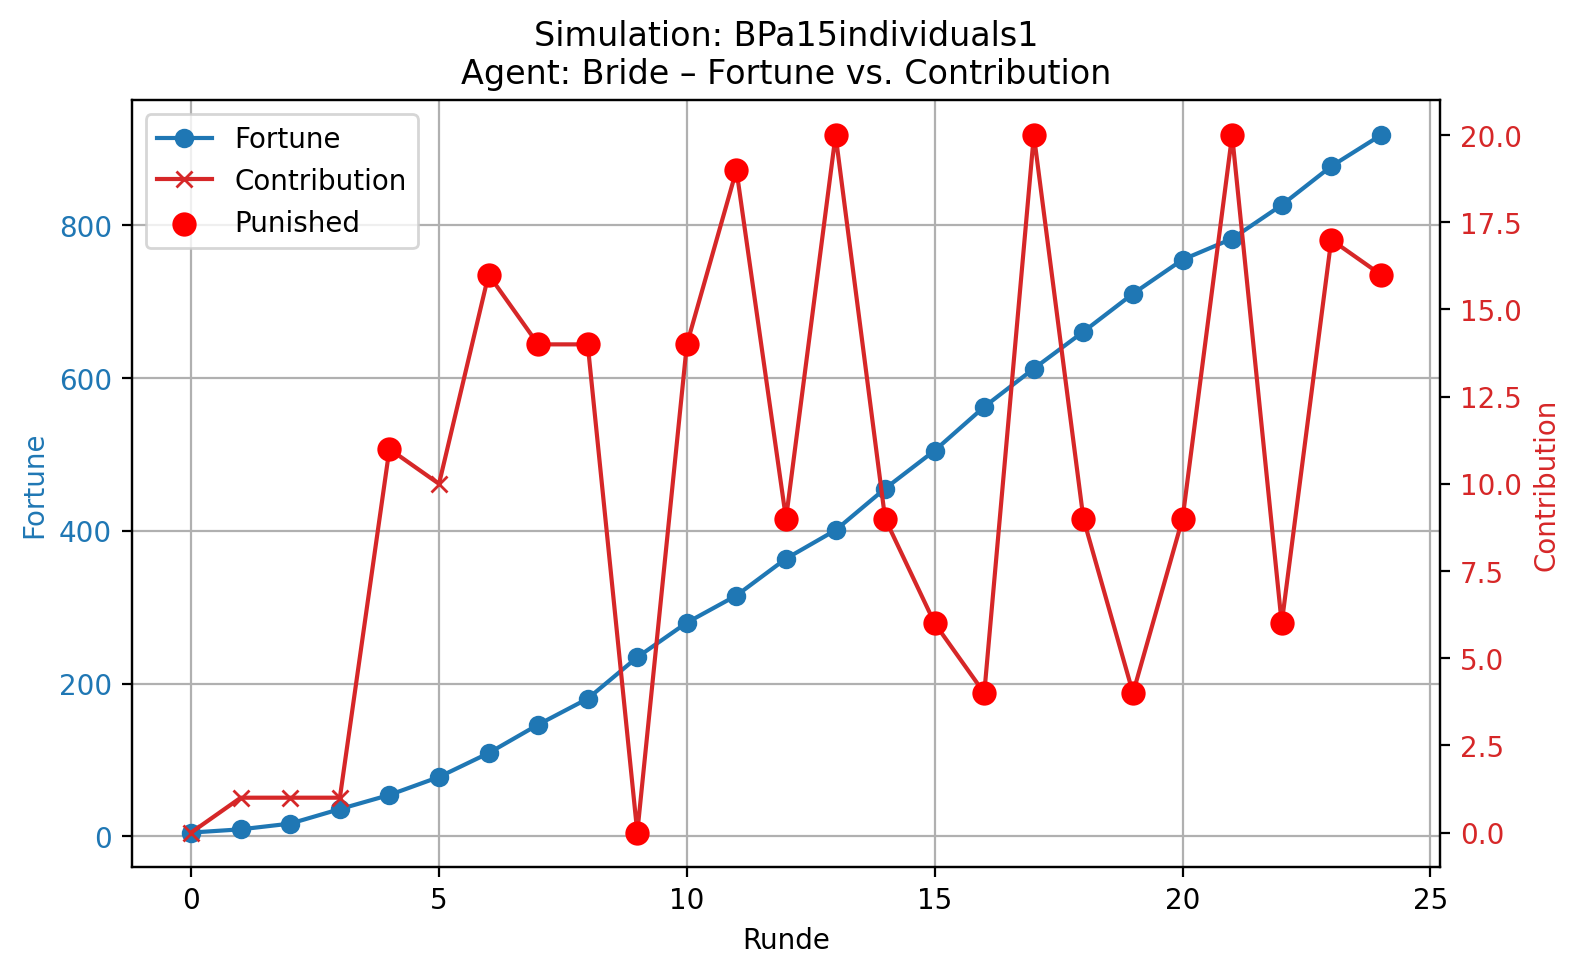 Simulation: BPa15individuals1
Agent: Bride – Fortune vs. Contribution
Fortune
Contribution
Punished
Fortune
800
600
400
200
0
20.0
17.5
15.0
12.5
10.0
7.5
5.0
2.5
0.0
Contribution
0 5 10 15 20 25
Runde